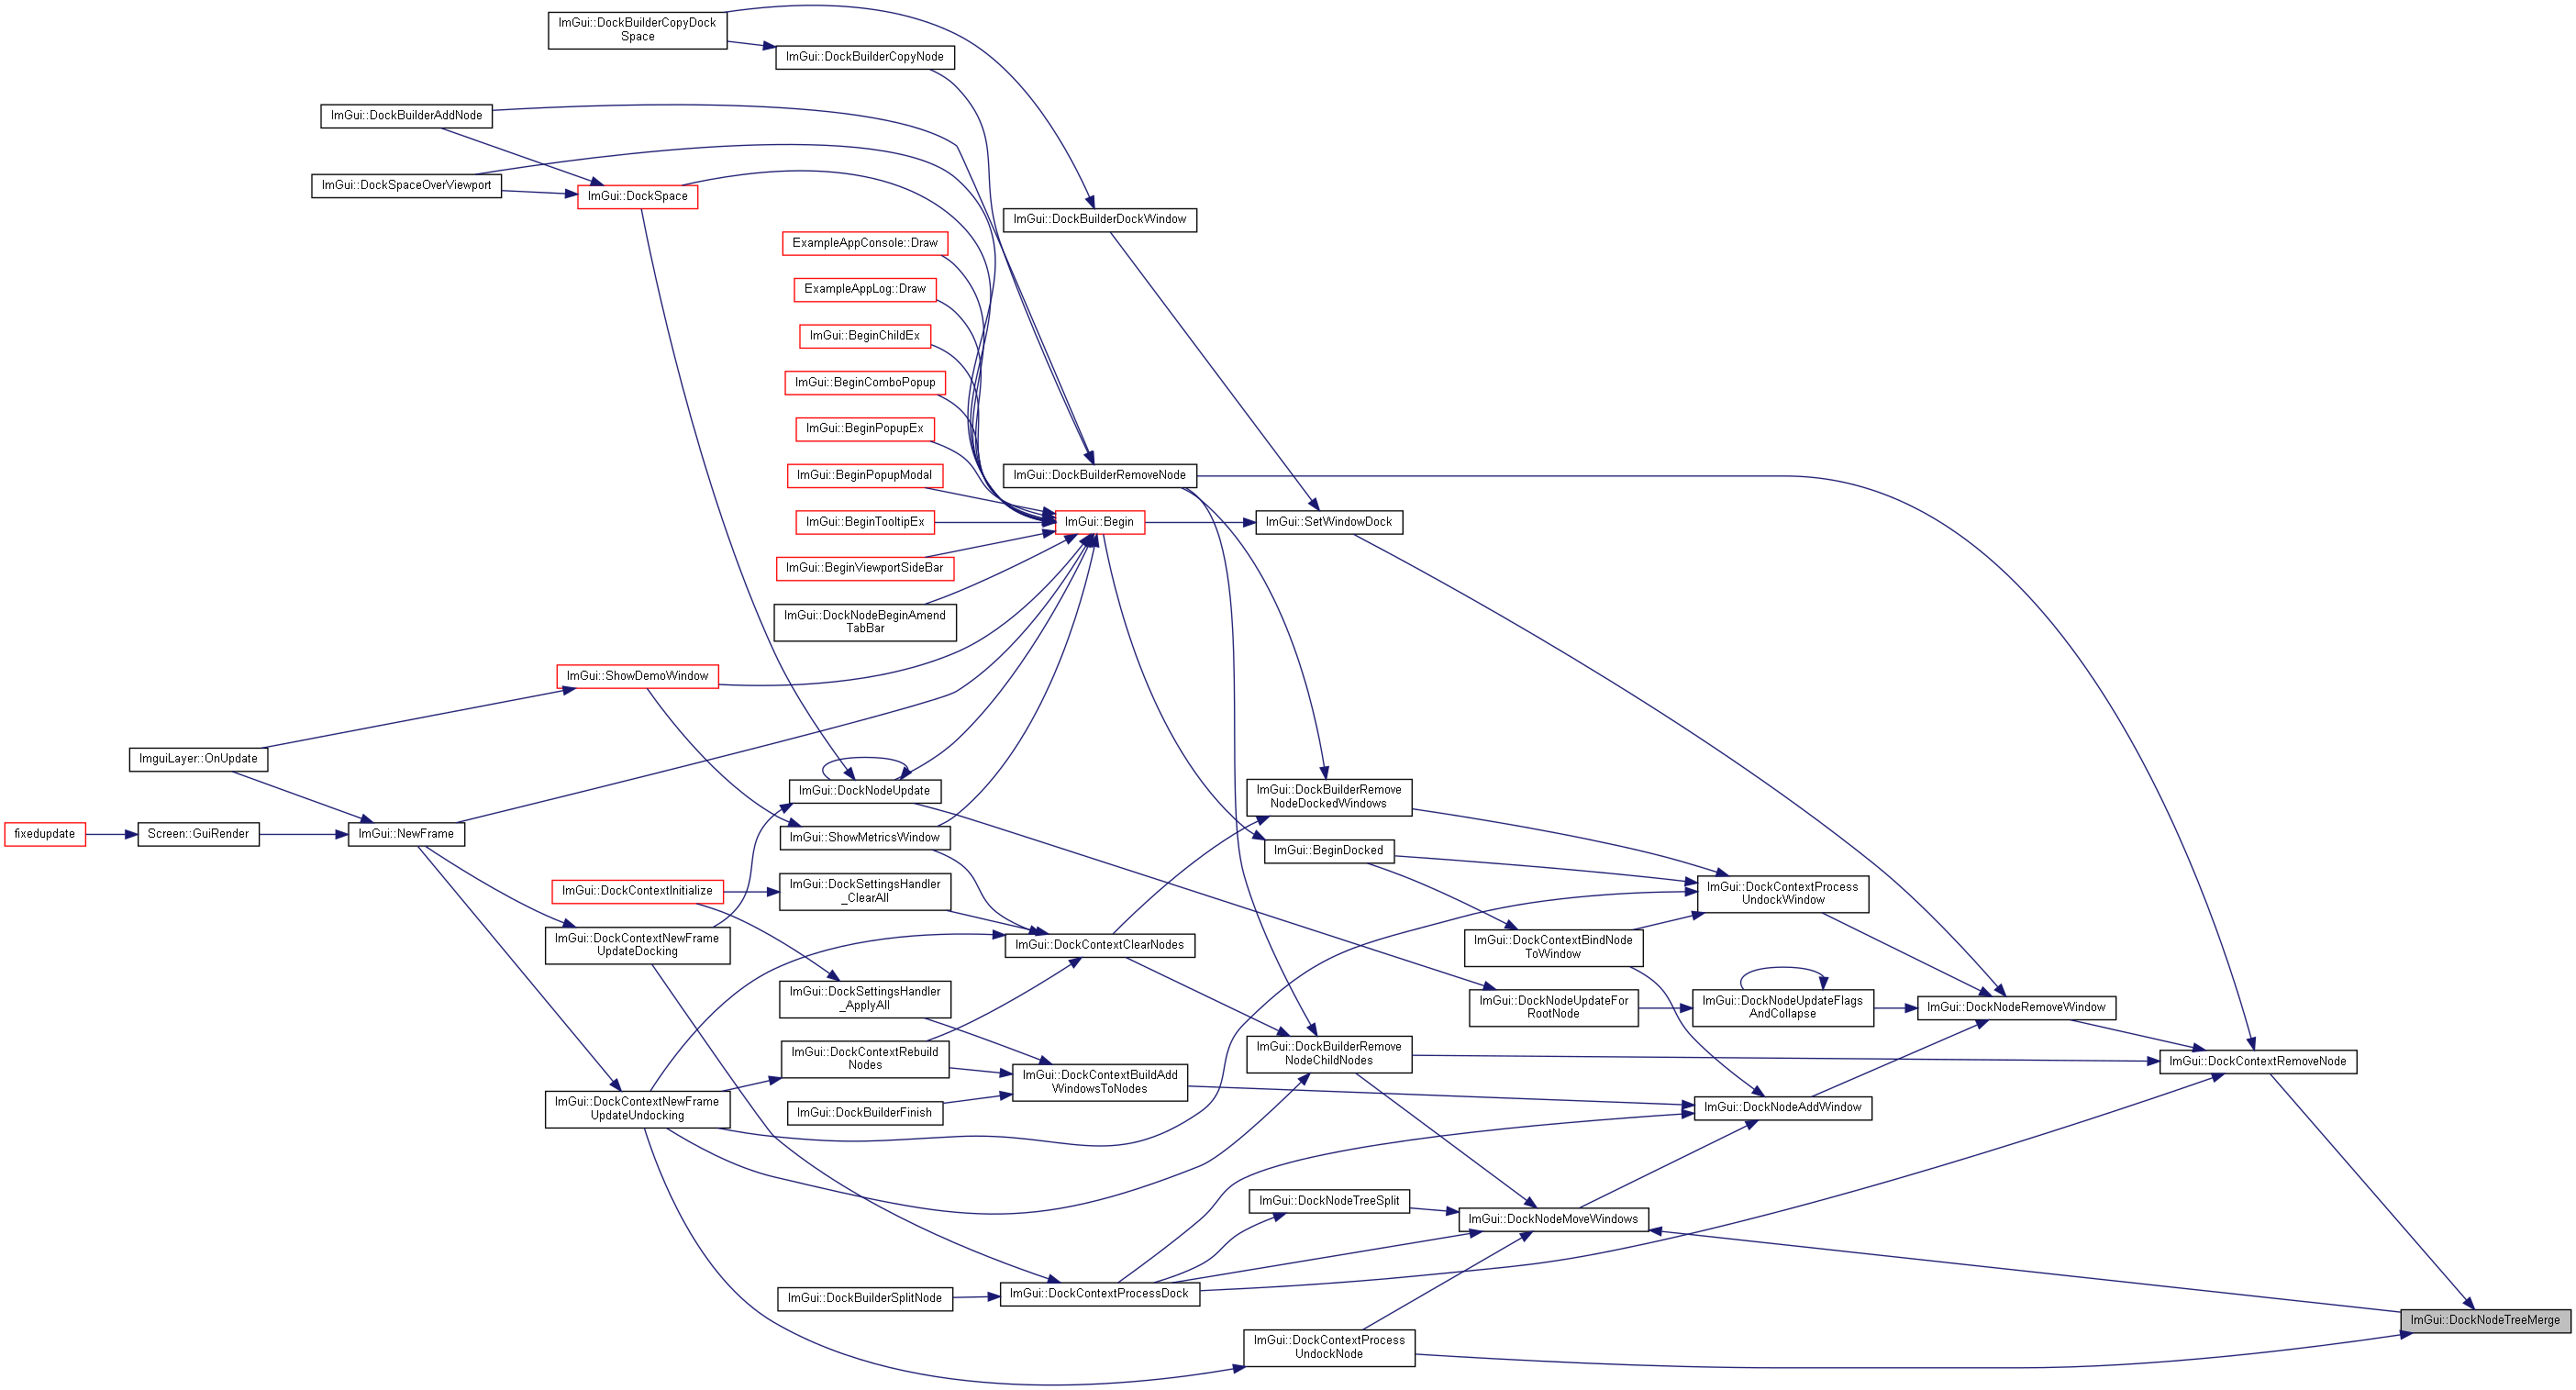 ImGui::DockBuilderCopyDock
Space
ImGui::DockBuilderCopyNode
ImGui::DockBuilderAddNode
ImGui::DockSpaceOverViewport
ImGui::DockSpace
ImGui::DockBuilderDockWindow
ExampleAppConsole::Draw
ExampleAppLog::Draw
ImGui::BeginChildEx
ImGui::BeginComboPopup
ImGui::BeginPopupEx
ImGui::BeginPopupModal
ImGui::DockBuilderRemoveNode
ImGui::BeginTooltipEx
ImGui::Begin
ImGui::SetWindowDock
ImGui::BeginViewportSideBar
ImGui::DockNodeBeginAmend
TabBar
ImGui::ShowDemoWindow
ImguiLayer::OnUpdate
ImGui::DockNodeUpdate
ImGui::DockBuilderRemove
NodeDockedWindows
fixedupdate
Screen::GuiRender
ImGui::NewFrame
ImGui::ShowMetricsWindow
ImGui::BeginDocked
ImGui::DockContextInitialize
ImGui::DockSettingsHandler
_ClearAll
ImGui::DockContextProcess
UndockWindow
ImGui::DockContextNewFrame
UpdateDocking
ImGui::DockContextClearNodes
ImGui::DockContextBindNode
ToWindow
ImGui::DockSettingsHandler
_ApplyAll
ImGui::DockNodeUpdateFor
RootNode
ImGui::DockNodeUpdateFlags
AndCollapse
ImGui::DockNodeRemoveWindow
ImGui::DockContextRebuild
Nodes
ImGui::DockBuilderRemove
NodeChildNodes
ImGui::DockContextRemoveNode
ImGui::DockContextBuildAdd
WindowsToNodes
ImGui::DockContextNewFrame
UpdateUndocking
ImGui::DockBuilderFinish
ImGui::DockNodeAddWindow
ImGui::DockNodeTreeSplit
ImGui::DockNodeMoveWindows
ImGui::DockBuilderSplitNode
ImGui::DockContextProcessDock
ImGui::DockContextProcess
UndockNode
ImGui::DockNodeTreeMerge